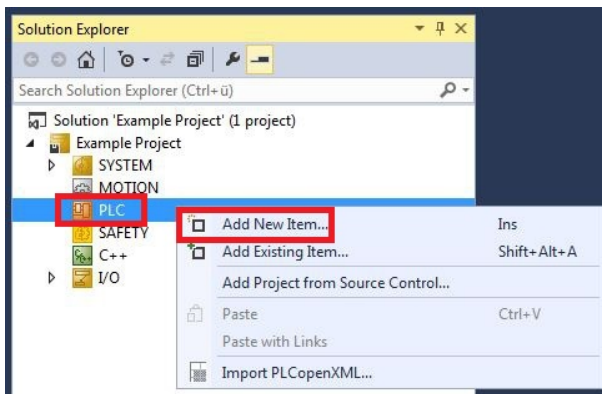 Solution Explorer
Search Solution Explorer (Ctrl+ü)
Solution 'Example Project' (1 project)
Example Project
SYSTEM
MOTION
PLC
SAFETY
C++
I/O
Add New Item... Ins
Add Existing Item... Shift+Alt+A
Add Project from Source Control...
Paste Ctrl+V
Paste with Links
Import PLCopenXML...